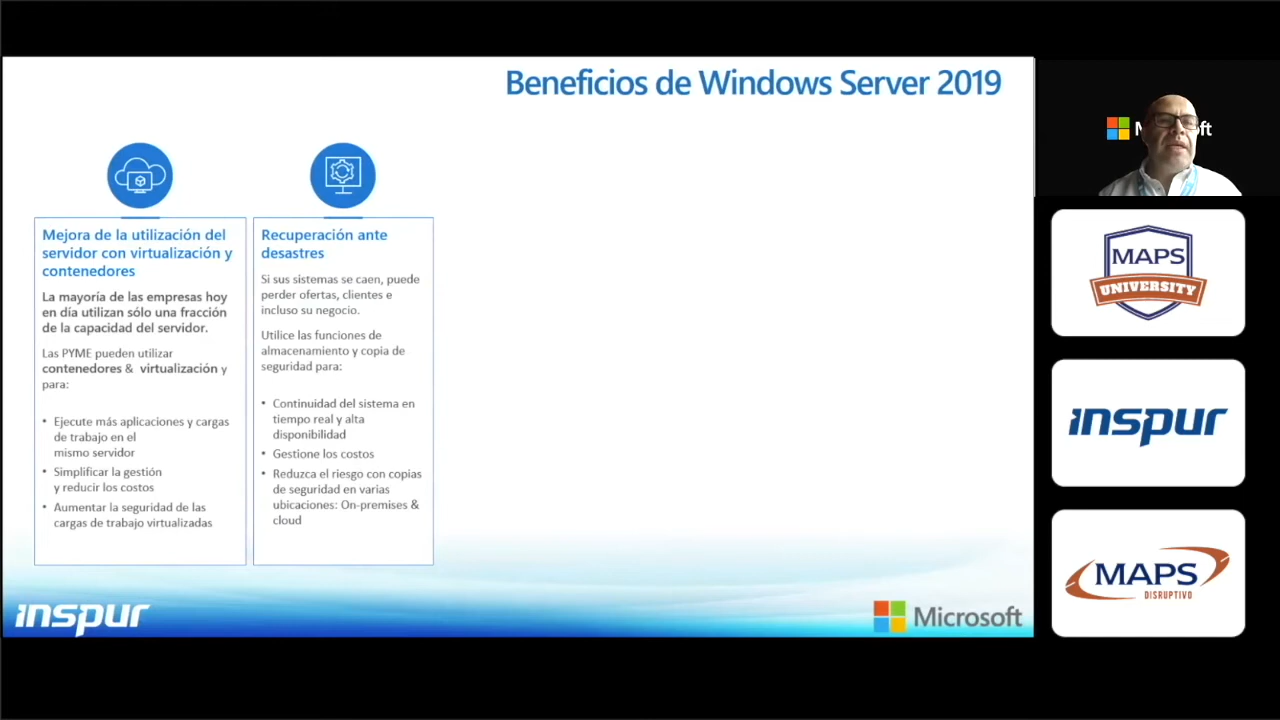 Beneficios de Windows Server 2019
Mejora de la utilización del
servidor con virtualización y
contenedores
La mayoría de las empresas hoy
en día utilizan sólo una fracción
de la capacidad del servidor.
Las PYME pueden utilizar
contenedores & virtualización y
para:
• Ejecute más aplicaciones y cargas
de trabajo en el
mismo servidor
• Simplificar la gestión
y reducir los costos
• Aumentar la seguridad de las
cargas de trabajo virtualizadas
Recuperación ante
desastres
Si sus sistemas se caen, puede
perder ofertas, clientes e
incluso su negocio.
Utilice las funciones de
almacenamiento y copia de
seguridad para:
• Continuidad del sistema en
tiempo real y alta
disponibilidad
• Gestione los costos
• Reduzca el riesgo con copias
de seguridad en varias
ubicaciones: On-premises &
cloud
inspur
Microsoft
MAPS
UNIVERSITY
inspur
MAPS
DISRUPTIVO